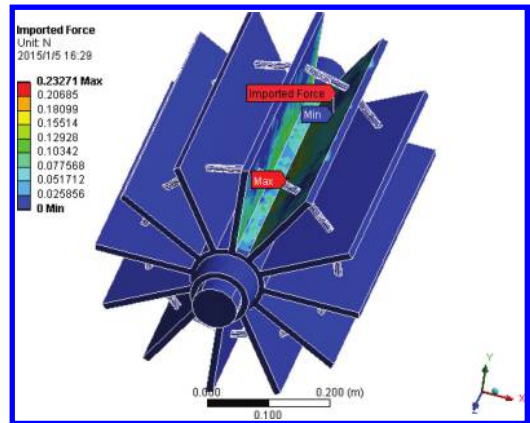 Imported Force
Unit: N
2015/1/5 16:29
0.23271 Max
0.20685
0.18099
0.15514
0.12928
0.10342
0.077568
0.051712
0.025856
0 Min
Imported Force
Min
Max
0.000
0.200 (m)
0.100
Y
X
Z